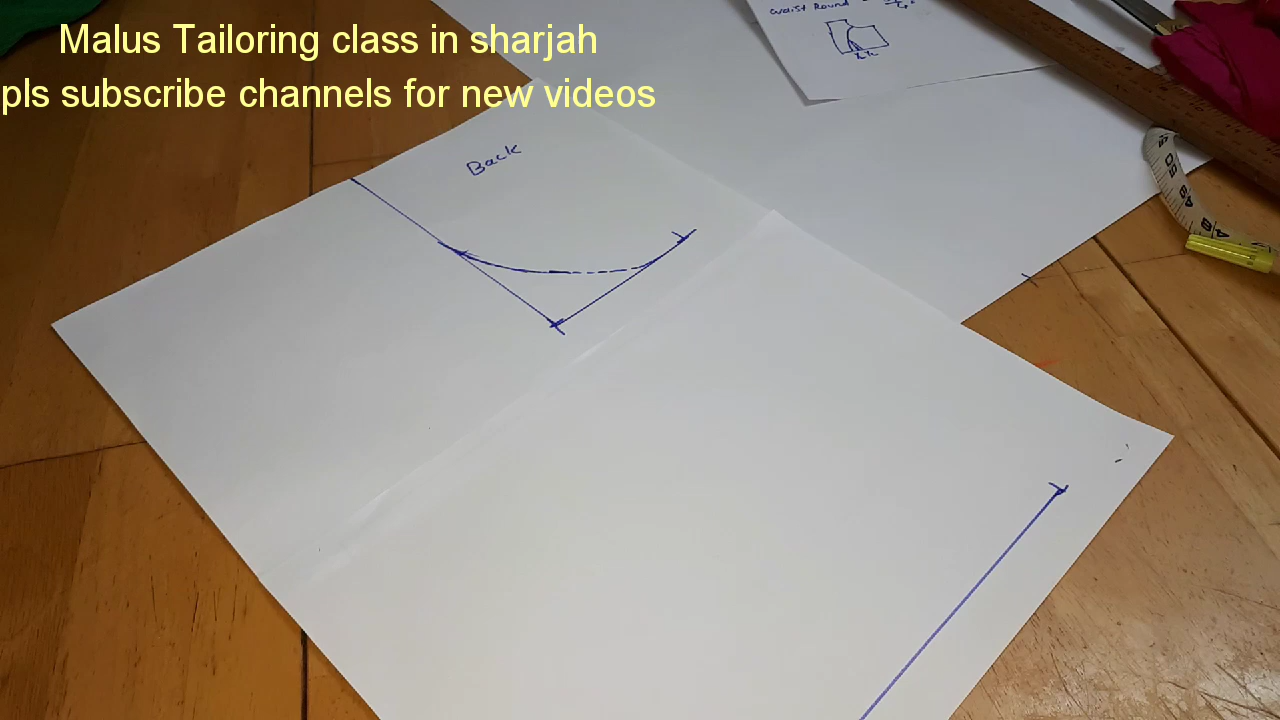 Malus Tailoring class in sharjah
pls subscribe channels for new videos
waist Round
Back